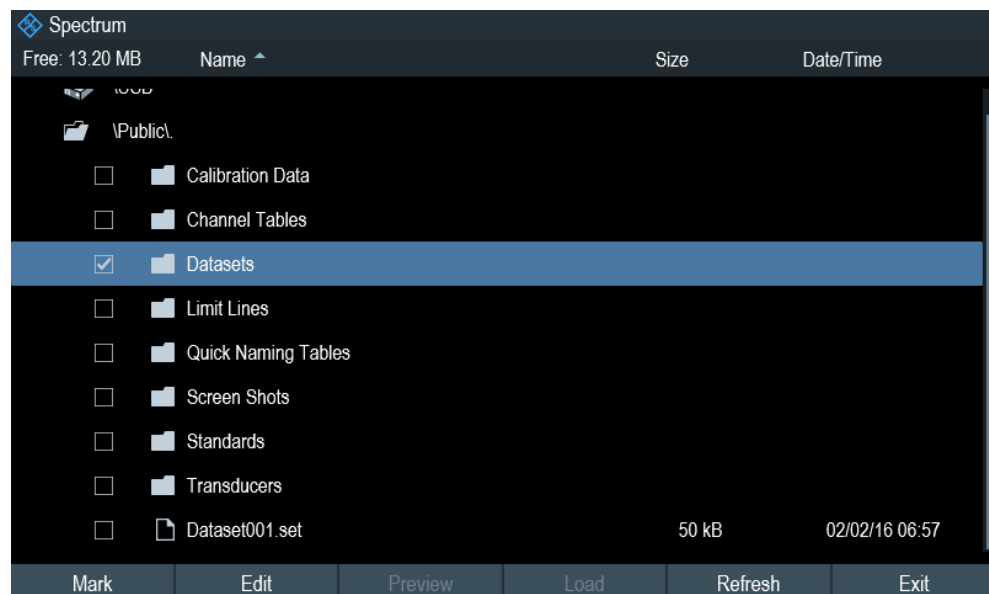 Spectrum
Free: 13.20 MB Name Size Date/Time
\Public\.
Calibration Data
Channel Tables
Datasets
Limit Lines
Quick Naming Tables
Screen Shots
Standards
Transducers
Dataset001.set 50 kB 02/02/16 06:57
Mark Edit Preview Load Refresh Exit